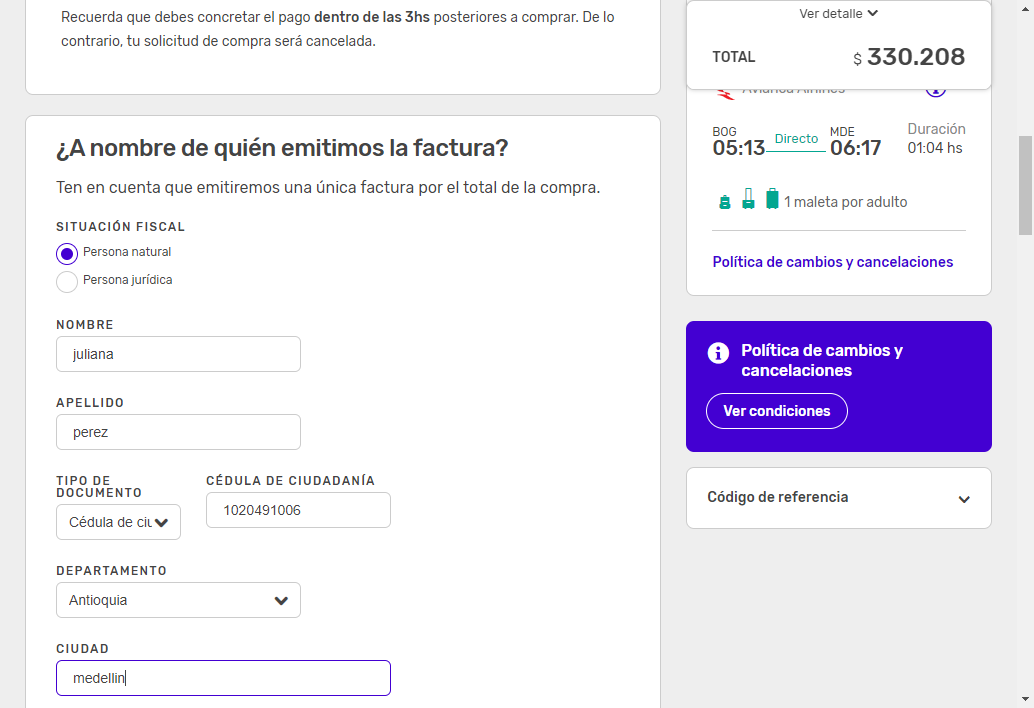 Recuerda que debes concretar el pago dentro de las 3hs posteriores a comprar. De lo
contrario, tu solicitud de compra será cancelada.
¿A nombre de quién emitimos la factura?
Ten en cuenta que emitiremos una única factura por el total de la compra.
SITUACIÓN FISCAL
Persona natural
Persona jurídica
NOMBRE
juliana
APELLIDO
perez
TIPO DE
DOCUMENTO
Cédula de ciu
CÉDULA DE CIUDADANÍA
1020491006
DEPARTAMENTO
Antioquia
CIUDAD
medellin
Ver detalle
TOTAL
$ 330.208
Avianca Airlines
BOG
05:13
Directo
MDE
06:17
Duración
01:04 hs
1 maleta por adulto
Política de cambios y cancelaciones
Política de cambios y
cancelaciones
Ver condiciones
Código de referencia